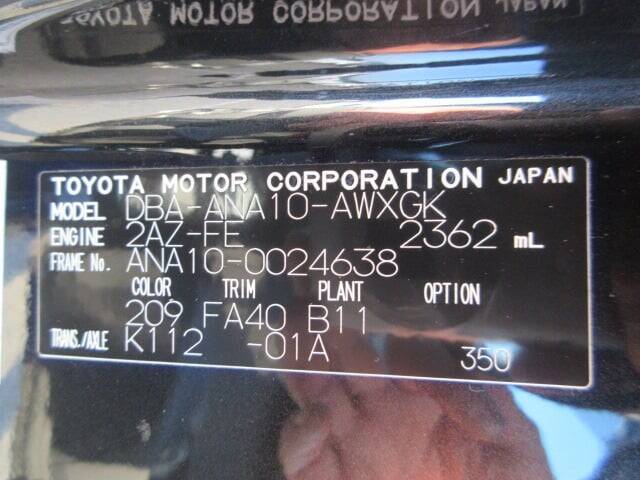 TOYOTA MOTOR CORPORATION JAPAN
TOYOTA MOTOR CORPORATION JAPAN
MODEL DBA-ANA10-AWXGK
ENGINE 2AZ-FE 2362 mL
FRAME No. ANA10-0024638
COLOR TRIM PLANT OPTION
209 FA40 B11
TRANS./AXLE K112 -01A 350